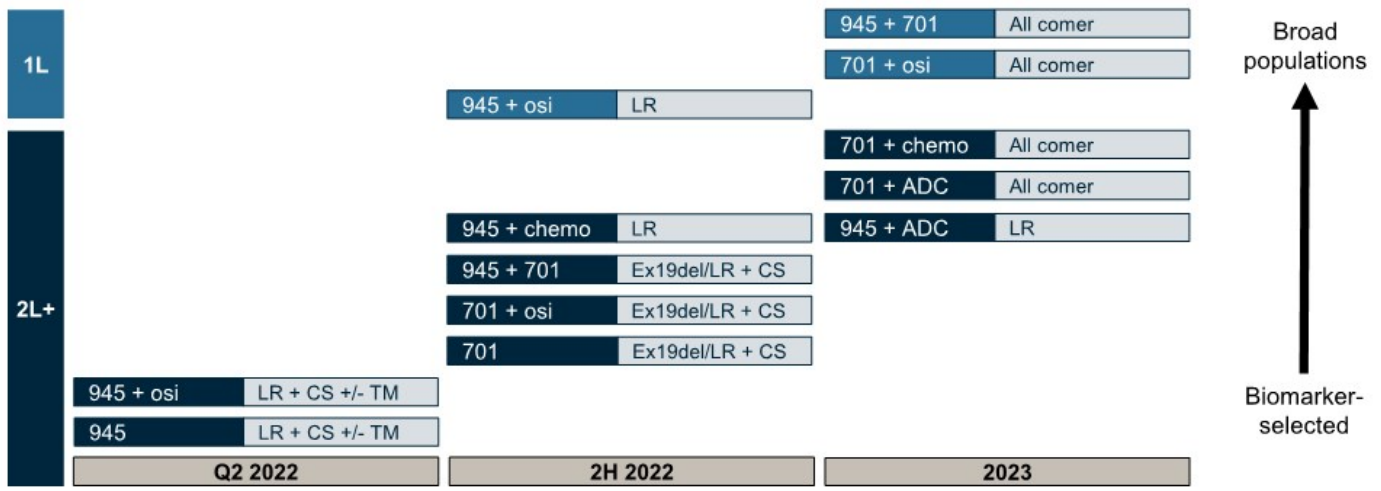 1L
945 + 701 All comer
701 + osi All comer
945 + osi LR
2L+
701 + chemo All comer
701 + ADC All comer
945 + chemo LR
945 + ADC LR
945 + 701 Ex19del/LR + CS
701 + osi Ex19del/LR + CS
701 Ex19del/LR + CS
945 + osi LR + CS +/- TM
945 LR + CS +/- TM
Q2 2022
2H 2022
2023
Broad
populations
Biomarker-
selected